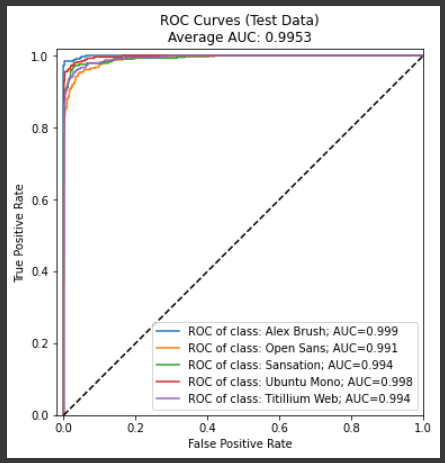 ROC Curves (Test Data)
Average AUC: 0.9953
True Positive Rate
1.0
0.8
0.6
0.4
0.2
0.0
ROC of class: Alex Brush; AUC=0.999
ROC of class: Open Sans; AUC=0.991
ROC of class: Sansation; AUC=0.994
ROC of class: Ubuntu Mono; AUC=0.998
ROC of class: Titillium Web; AUC=0.994
0.0 0.2 0.4 0.6 0.8 1.0
False Positive Rate